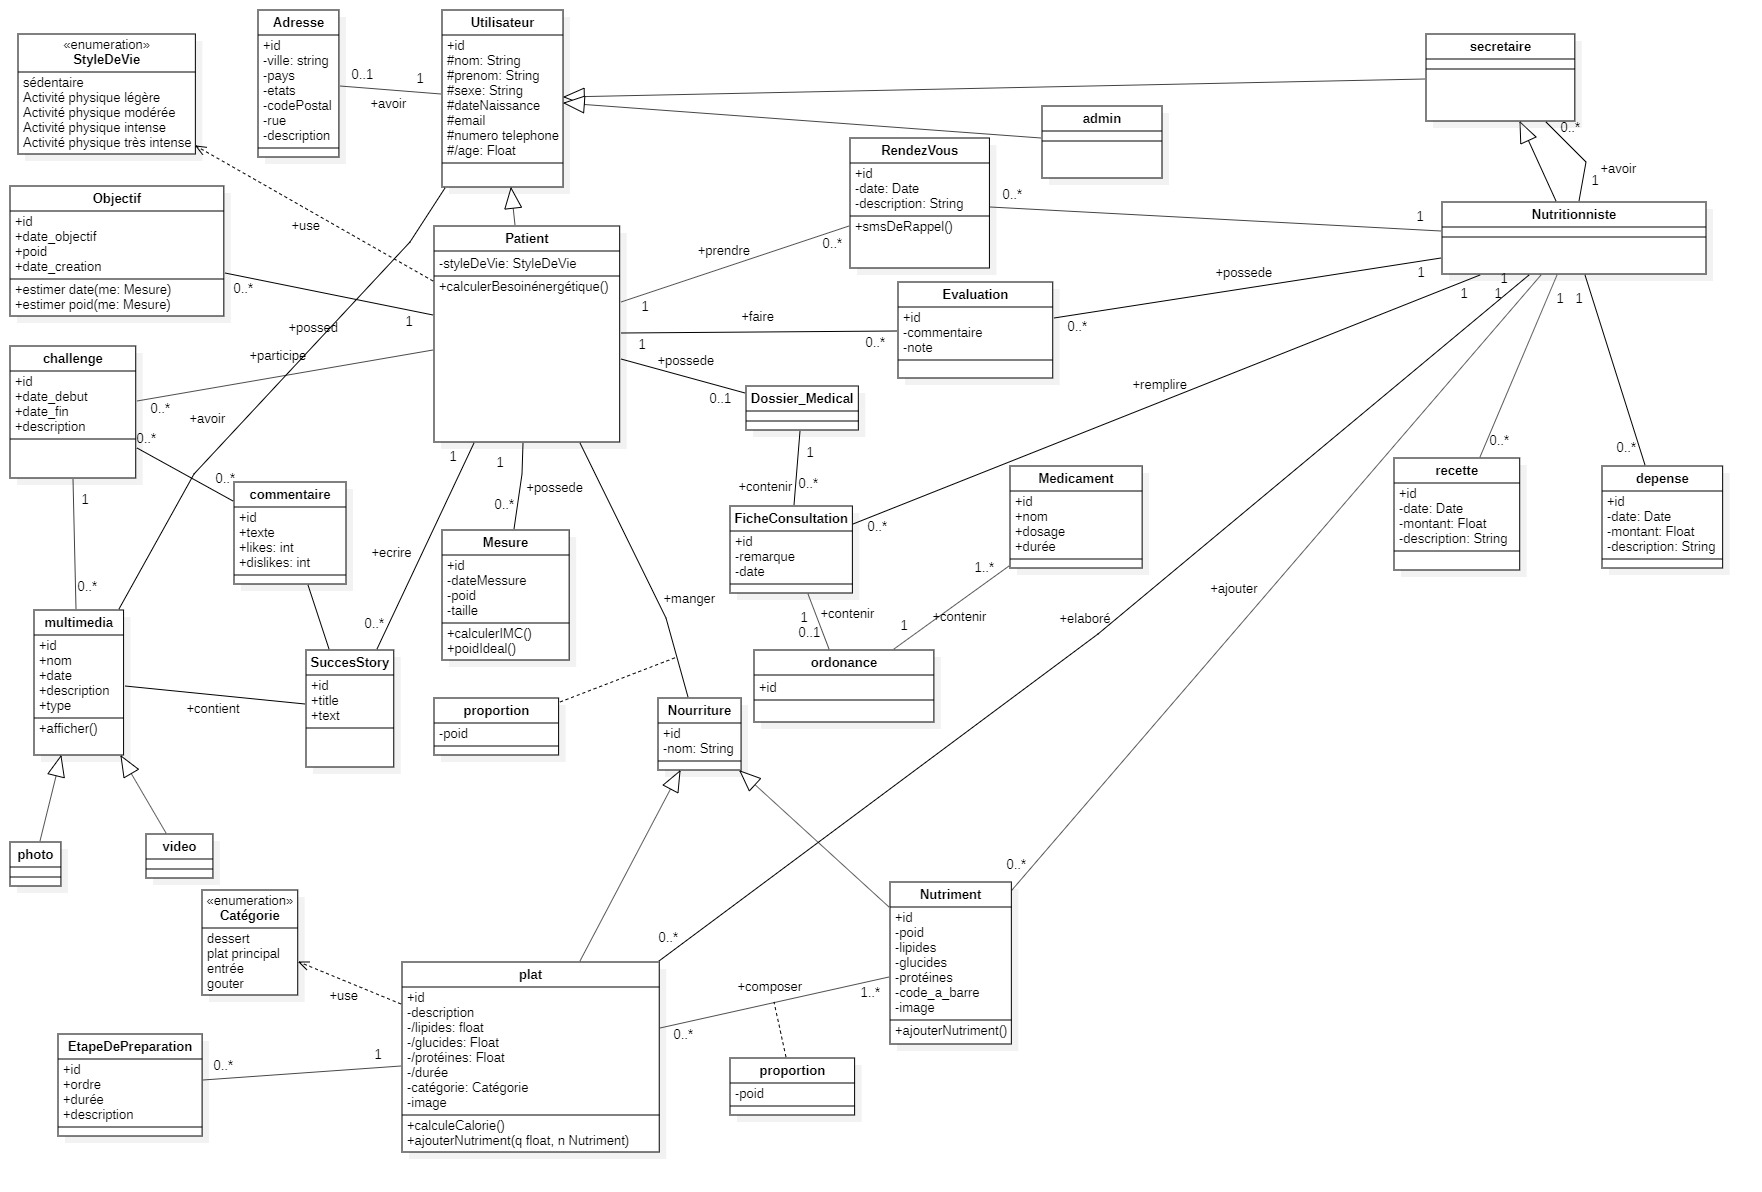 «enumeration»
StyleDeVie
sédentaire
Activité physique légère
Activité physique modérée
Activité physique intense
Activité physique très intense
Adresse
+id
-ville: string
-pays
-etats
-codePostal
-rue
-description
0..1
1
+avoir
Utilisateur
+id
#nom: String
#prenom: String
#sexe: String
#dateNaissance
#email
#numero telephone
#/age: Float
secretaire
0..*
+avoir
1
admin
RendezVous
+id
-date: Date
-description: String
+smsDeRappel()
0..*
1
Nutritionniste
Objectif
+id
+date_objectif
+poid
+date_creation
+estimer date(me: Mesure)
+estimer poid(me: Mesure)
0..*
+possed
1
+use
Patient
-styleDeVie: StyleDeVie
+calculerBesoinénergétique()
+prendre
0..*
1
Evaluation
+id
-commentaire
-note
+possede
1
0..*
+faire
1
0..*
+possede
0..1
Dossier_Medical
challenge
+id
+date_debut
+date_fin
+description
+participe
0..*
0..*
+avoir
0..*
1
0..*
commentaire
+id
+texte
+likes: int
+dislikes: int
1
+ecrire
0..*
1
+possede
0..*
Mesure
+id
-dateMessure
-poid
-taille
+calculerIMC()
+poidIdeal()
+manger
1
+contenir
0..*
FicheConsultation
+id
-remarque
-date
1
1
1
1
1
+remplire
0..*
Medicament
+id
+nom
+dosage
+durée
1..*
+contenir
1
1
+contenir
0..1
ordonance
+id
0..*
recette
+id
-date: Date
-montant: Float
-description: String
0..*
depense
+id
-date: Date
-montant: Float
-description: String
+ajouter
+elaboré
multimedia
+id
+nom
+date
+description
+type
+afficher()
+contient
SuccesStory
+id
+title
+text
proportion
-poid
Nourriture
+id
-nom: String
photo
video
«enumeration»
Catégorie
dessert
plat principal
entrée
gouter
+use
0..*
plat
+id
-description
-/lipides: float
-/glucides: Float
-/protéines: Float
-/durée
-catégorie: Catégorie
-image
+calculeCalorie()
+ajouterNutriment(q float, n Nutriment)
0..*
Nutriment
+id
-poid
-lipides
-glucides
-protéines
-code_a_barre
-image
+ajouterNutriment()
+composer
1..*
0..*
EtapeDePreparation
+id
+ordre
+durée
+description
0..*
1
proportion
-poid